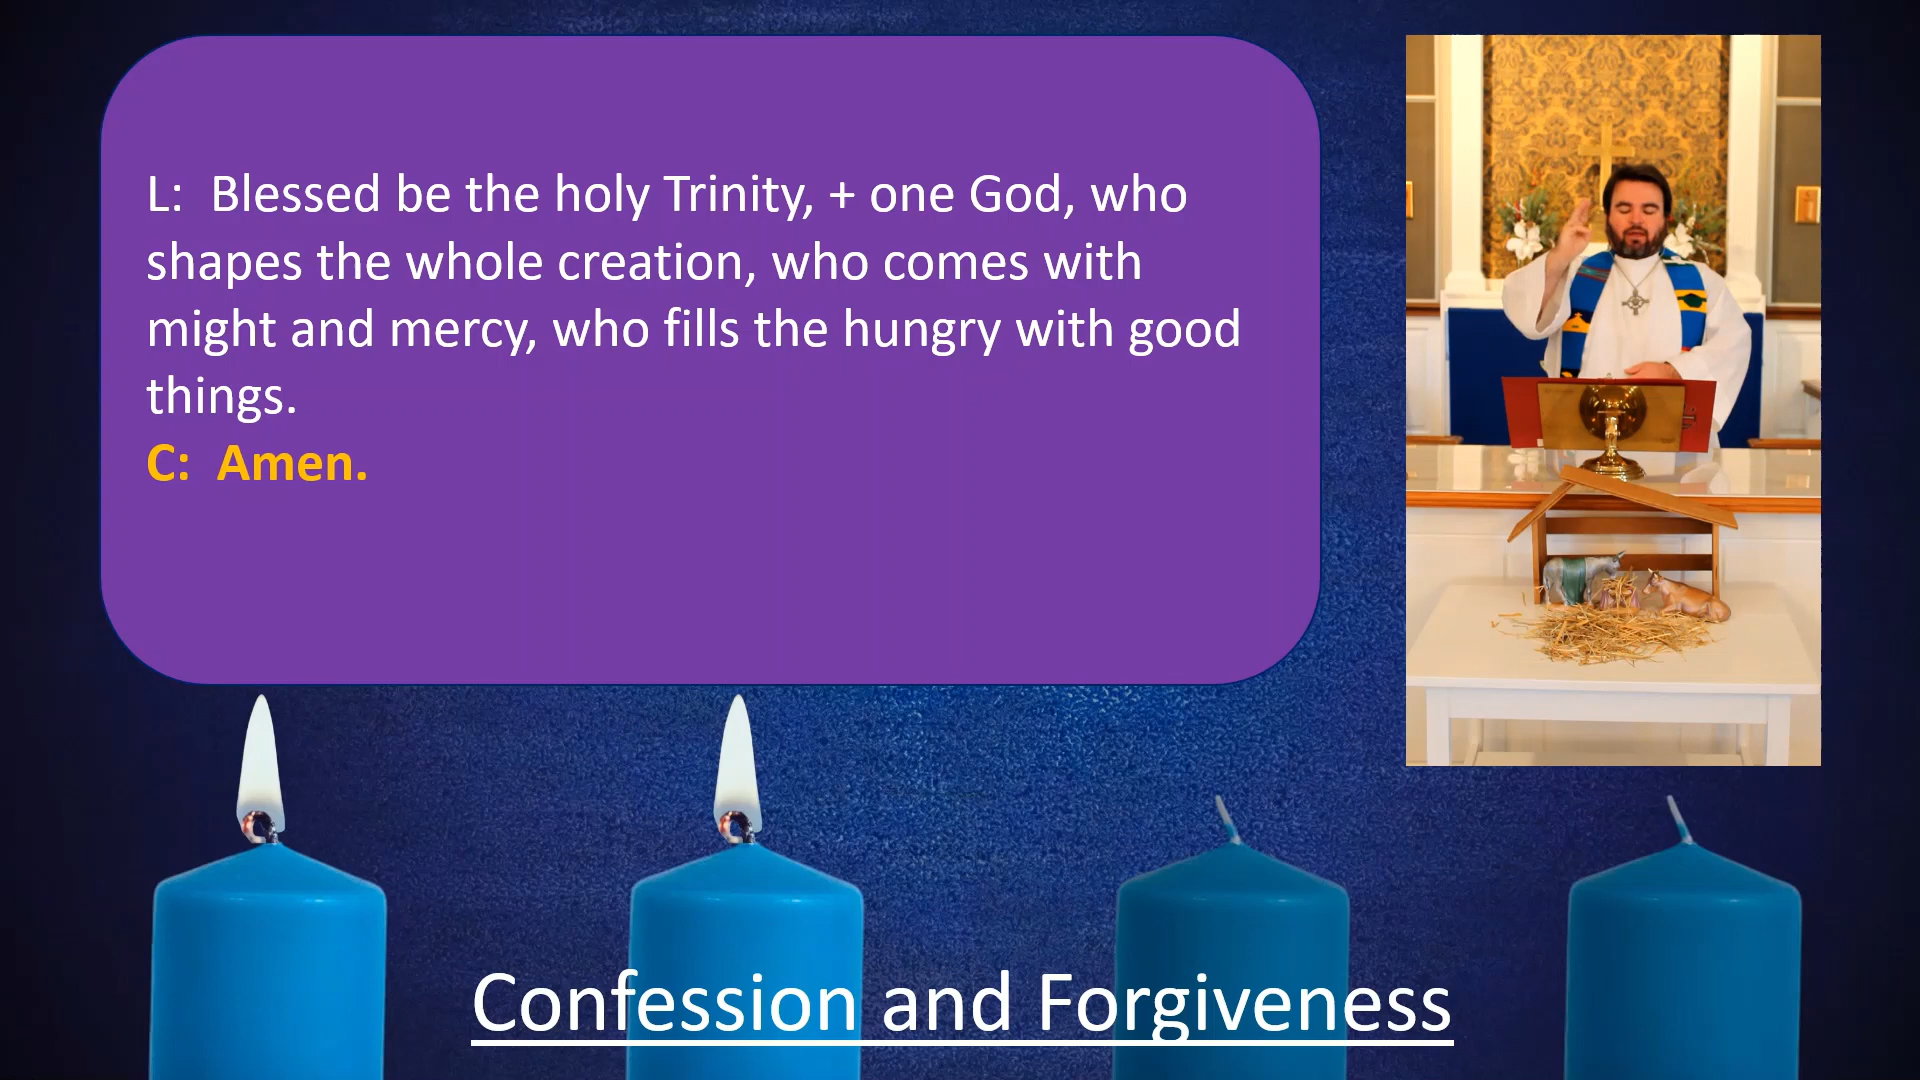 L:  Blessed be the holy Trinity, + one God, who
shapes the whole creation, who comes with
might and mercy, who fills the hungry with good
things.
C:  Amen.
Confession and Forgiveness